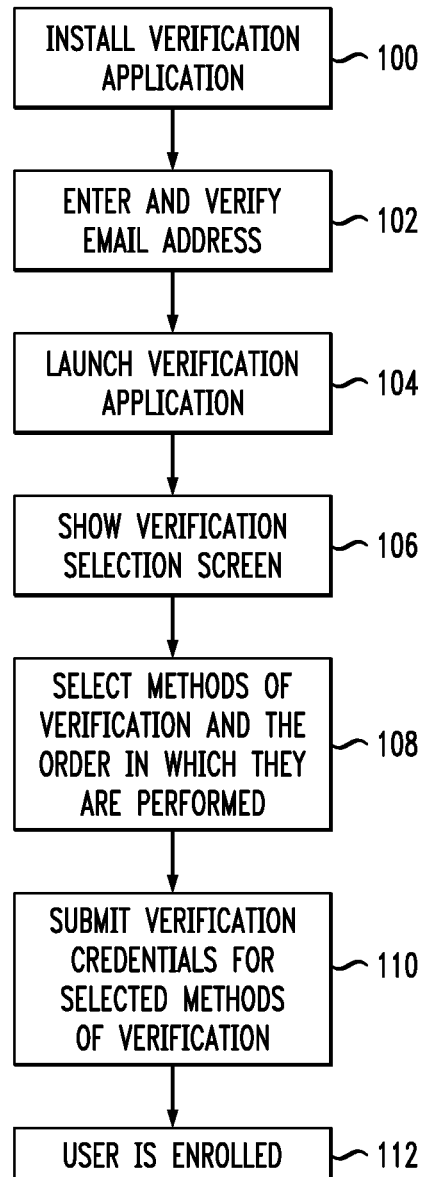 INSTALL VERIFICATION
APPLICATION
100
ENTER AND VERIFY
EMAIL ADDRESS
102
LAUNCH VERIFICATION
APPLICATION
104
SHOW VERIFICATION
SELECTION SCREEN
106
SELECT METHODS OF
VERIFICATION AND THE
ORDER IN WHICH THEY
ARE PERFORMED
108
SUBMIT VERIFICATION
CREDENTIALS FOR
SELECTED METHODS
OF VERIFICATION
110
USER IS ENROLLED
112